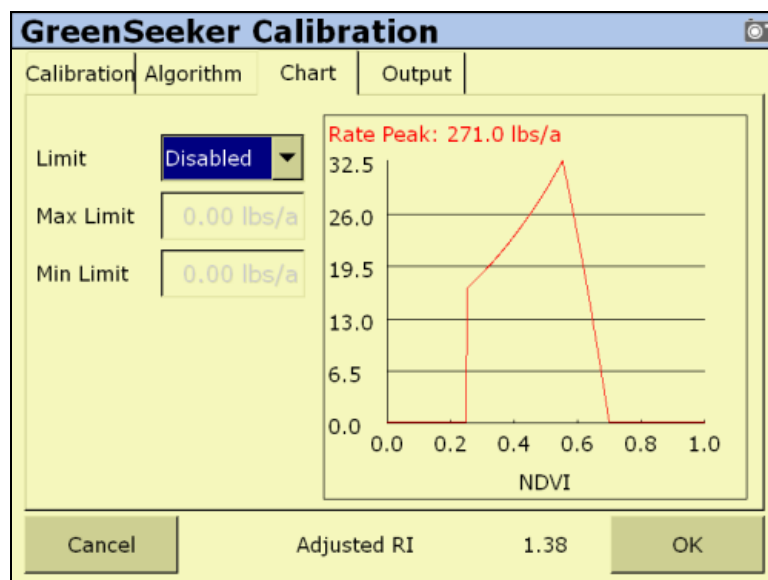 GreenSeeker Calibration
Calibration Algorithm Chart Output
Limit Disabled
Max Limit 0.00 lbs/a
Min Limit 0.00 lbs/a
Rate Peak: 271.0 lbs/a
32.5
26.0
19.5
13.0
6.5
0.0
0.0 0.2 0.4 0.6 0.8 1.0
NDVI
Cancel Adjusted RI 1.38 OK